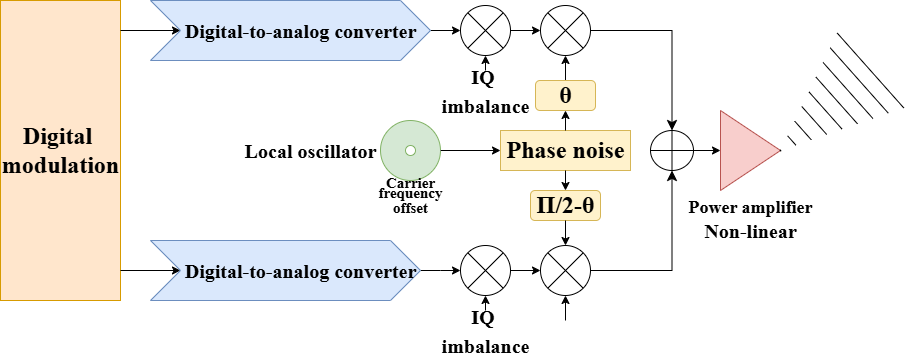 Digital-to-analog converter
IQ
imbalance
θ
Digital
modulation
Local oscillator
Phase noise
Carrier
frequency
offset
Π/2-θ
Power amplifier
Non-linear
Digital-to-analog converter
IQ
imbalance